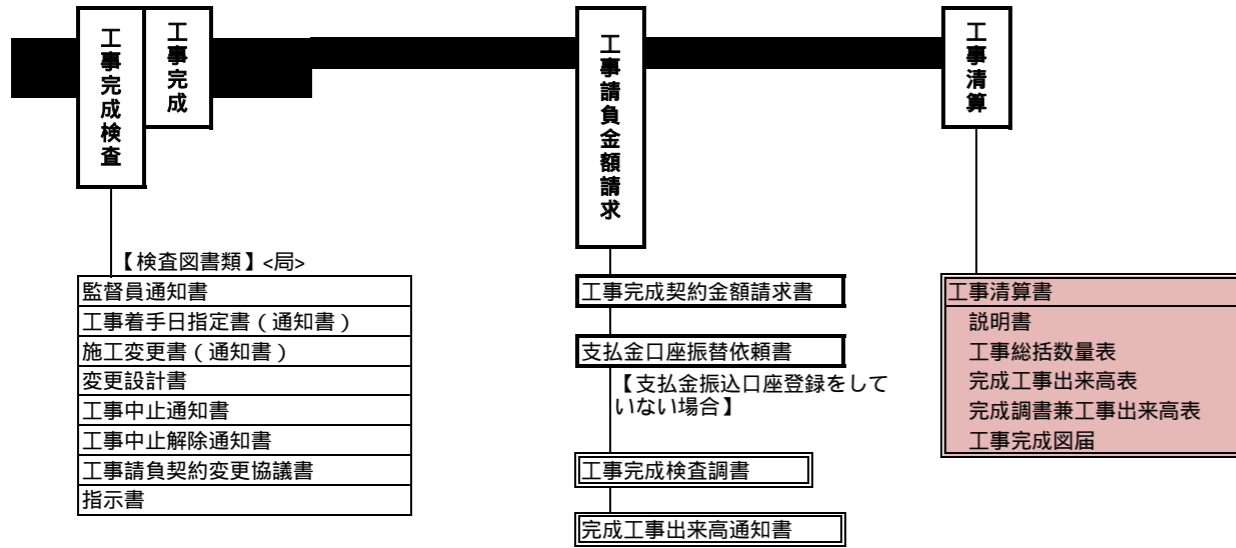 工事完成検査
工事完成
工事請負金額請求
工事清算
【検査図書類】<局>
監督員通知書
工事着手日指定書（通知書）
施工変更書（通知書）
変更設計書
工事中止通知書
工事中止解除通知書
工事請負契約変更協議書
指示書
工事完成契約金額請求書
支払金口座振替依頼書
【支払金振込口座登録をして
いない場合】
工事完成検査調書
完成工事出来高通知書
工事清算書
説明書
工事総括数量表
完成工事出来高表
完成調書兼工事出来高表
工事完成図届